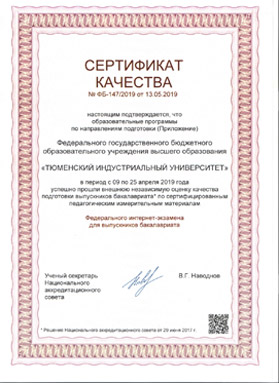 СЕРТИФИКАТ
КАЧЕСТВА
№ ФБ-147/2019 от 13.05.2019
настоящим подтверждается, что
образовательные программы
по направлениям подготовки (Приложение)
Федерального государственного бюджетного
образовательного учреждения высшего образования
«ТЮМЕНСКИЙ ИНДУСТРИАЛЬНЫЙ УНИВЕРСИТЕТ»
в период с 09 по 25 апреля 2019 года
успешно прошли внешнюю независимую оценку качества
подготовки выпускников бакалавриата* по сертифицированным
педагогическим измерительным материалам
Федерального интернет-экзамена
для выпускников бакалавриата
Ученый секретарь
Национального
аккредитационного
совета
В.Г. Наводнов
* Решение Национального аккредитационного совета от 29 июня 2017 г.